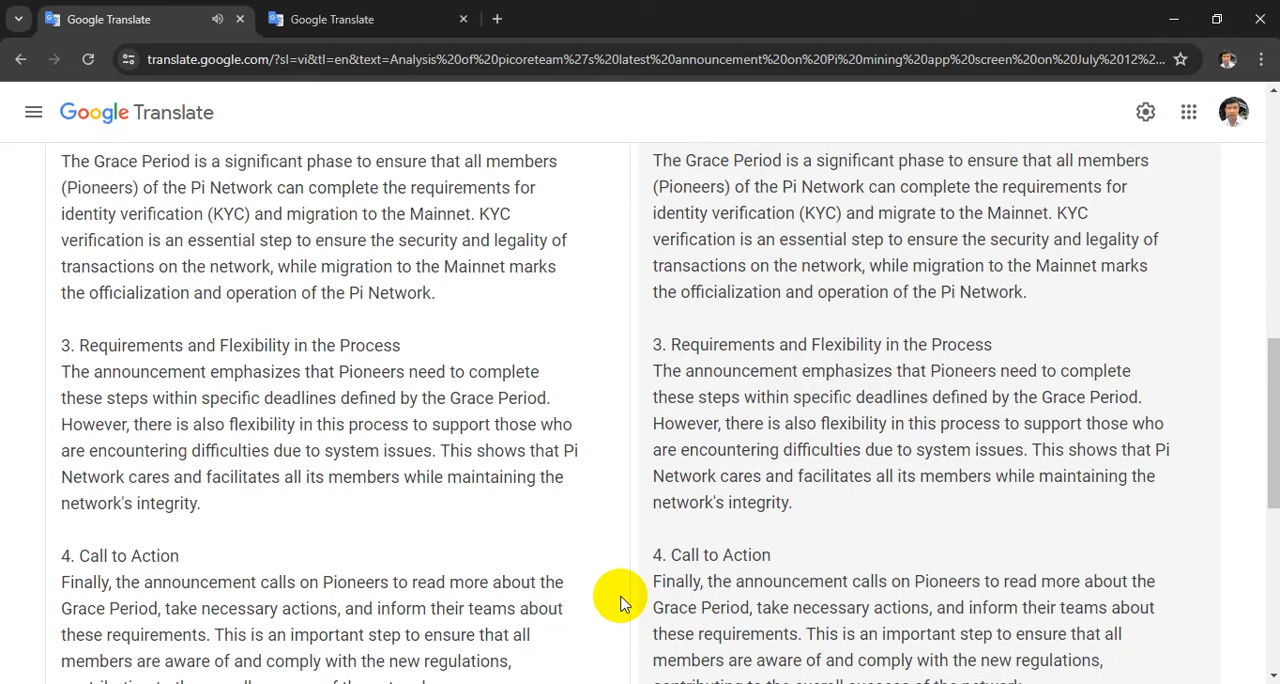 Google Translate
Google Translate
translate.google.com/?sl=vi&tl=en&text=Analysis%20of%20picoreteam%27s%20latest%20announcement%20on%20Pi%20mining%20app%20screen%20on%20July%2012%2...
Google Translate
The Grace Period is a significant phase to ensure that all members
(Pioneers) of the Pi Network can complete the requirements for
identity verification (KYC) and migration to the Mainnet. KYC
verification is an essential step to ensure the security and legality of
transactions on the network, while migration to the Mainnet marks
the officialization and operation of the Pi Network.
3. Requirements and Flexibility in the Process
The announcement emphasizes that Pioneers need to complete
these steps within specific deadlines defined by the Grace Period.
However, there is also flexibility in this process to support those who
are encountering difficulties due to system issues. This shows that Pi
Network cares and facilitates all its members while maintaining the
network's integrity.
4. Call to Action
Finally, the announcement calls on Pioneers to read more about the
Grace Period, take necessary actions, and inform their teams about
these requirements. This is an important step to ensure that all
members are aware of and comply with the new regulations,
The Grace Period is a significant phase to ensure that all members
(Pioneers) of the Pi Network can complete the requirements for
identity verification (KYC) and migrate to the Mainnet. KYC
verification is an essential step to ensure the security and legality of
transactions on the network, while migration to the Mainnet marks
the officialization and operation of the Pi Network.
3. Requirements and Flexibility in the Process
The announcement emphasizes that Pioneers need to complete
these steps within specific deadlines defined by the Grace Period.
However, there is also flexibility in this process to support those who
are encountering difficulties due to system issues. This shows that Pi
Network cares and facilitates all its members while maintaining the
network's integrity.
4. Call to Action
Finally, the announcement calls on Pioneers to read more about the
Grace Period, take necessary actions, and inform their teams about
these requirements. This is an important step to ensure that all
members are aware of and comply with the new regulations,